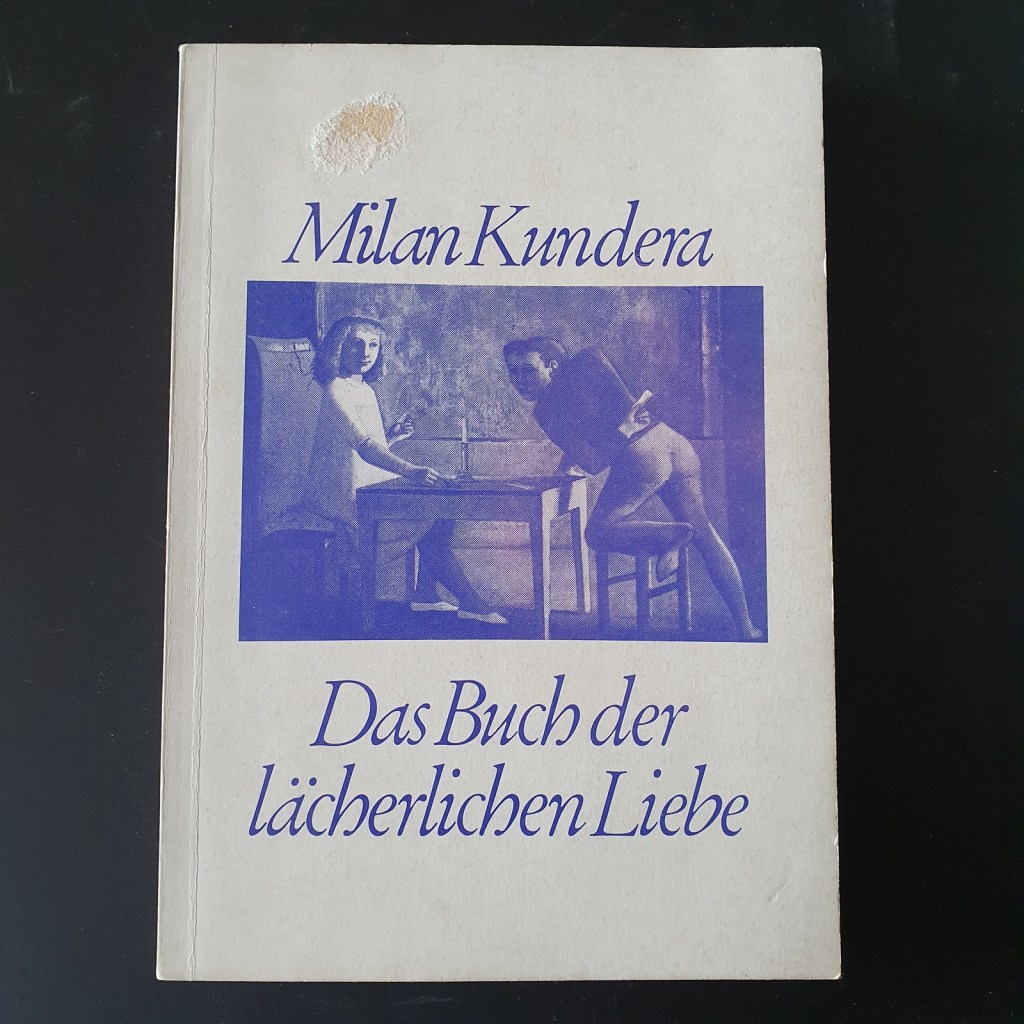 Milan Kundera
Das Buch der
lächerlichen Liebe